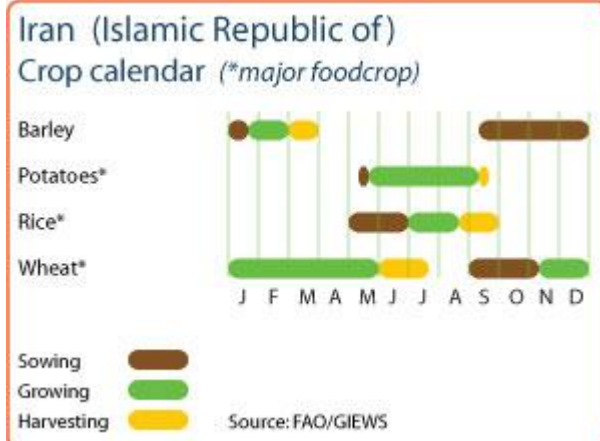 Iran (Islamic Republic of)
Crop calendar (*major foodcrop)
Barley
Potatoes*
Rice*
Wheat*
J F M A M J J A S O N D
Sowing
Growing
Harvesting
Source: FAO/GIEWS